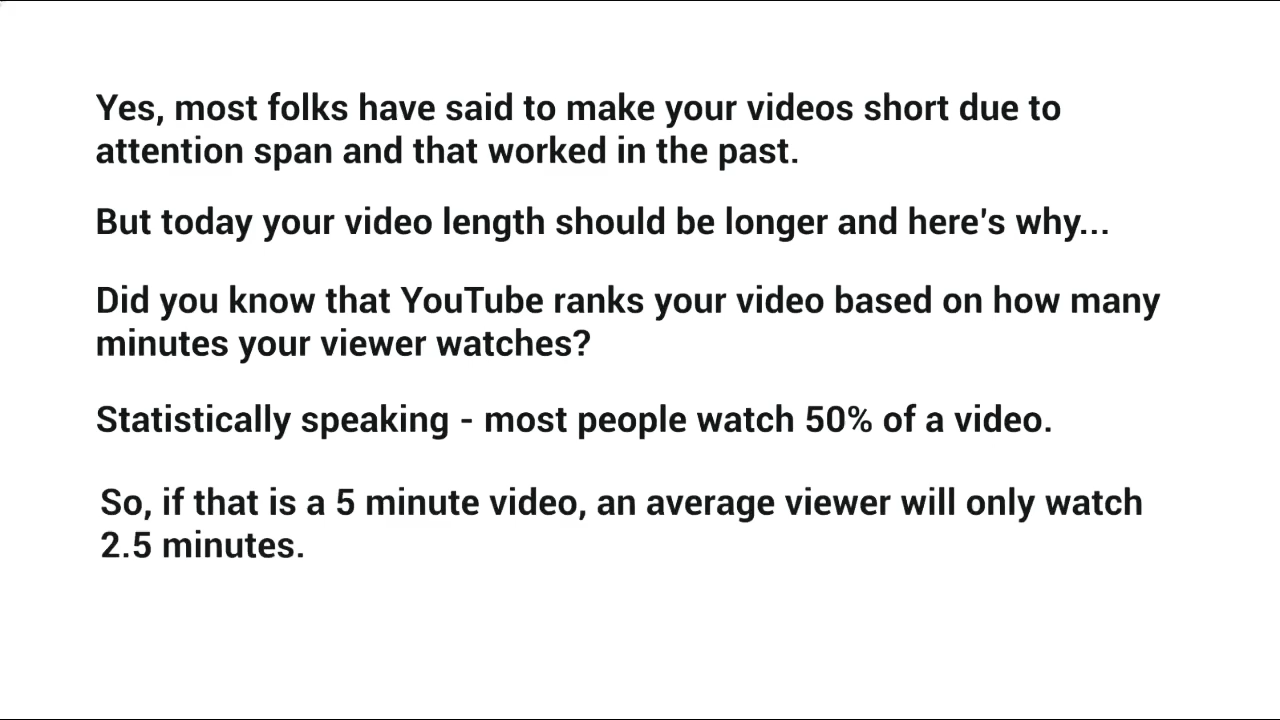 Yes, most folks have said to make your videos short due to
attention span and that worked in the past.
But today your video length should be longer and here's why...
Did you know that YouTube ranks your video based on how many
minutes your viewer watches?
Statistically speaking - most people watch 50% of a video.
So, if that is a 5 minute video, an average viewer will only watch
2.5 minutes.